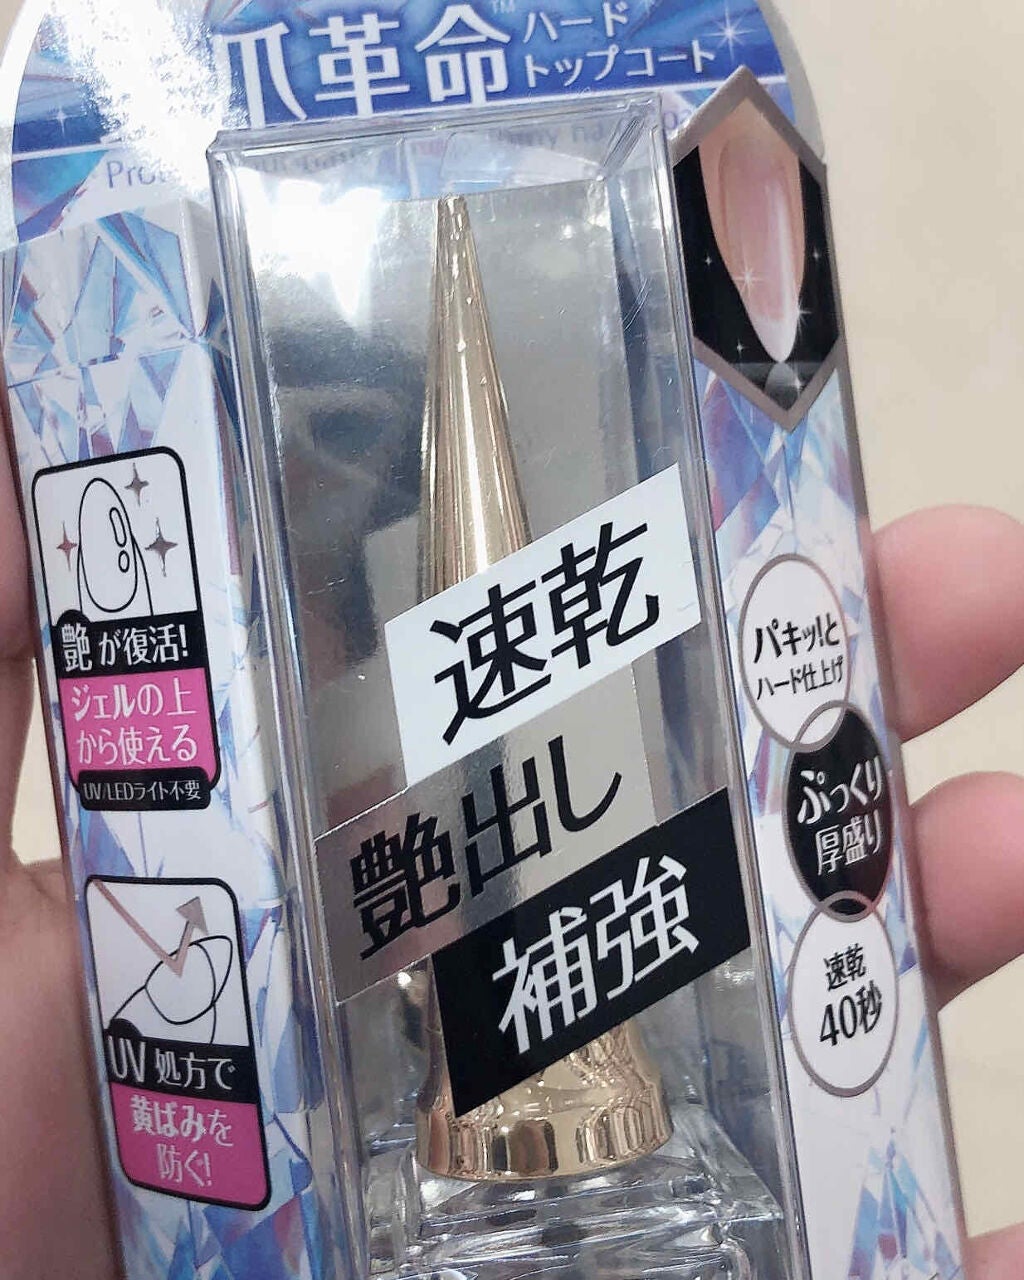 爪革命™
ハード
トップコート
速乾
艶出し
補強
艶が復活!
ジェルの上
から使える
UV/LEDライト不要
UV処方で
黄ばみを
防ぐ!
パキッ!と
ハード仕上げ
ぷっくり
厚盛り
速乾
40秒